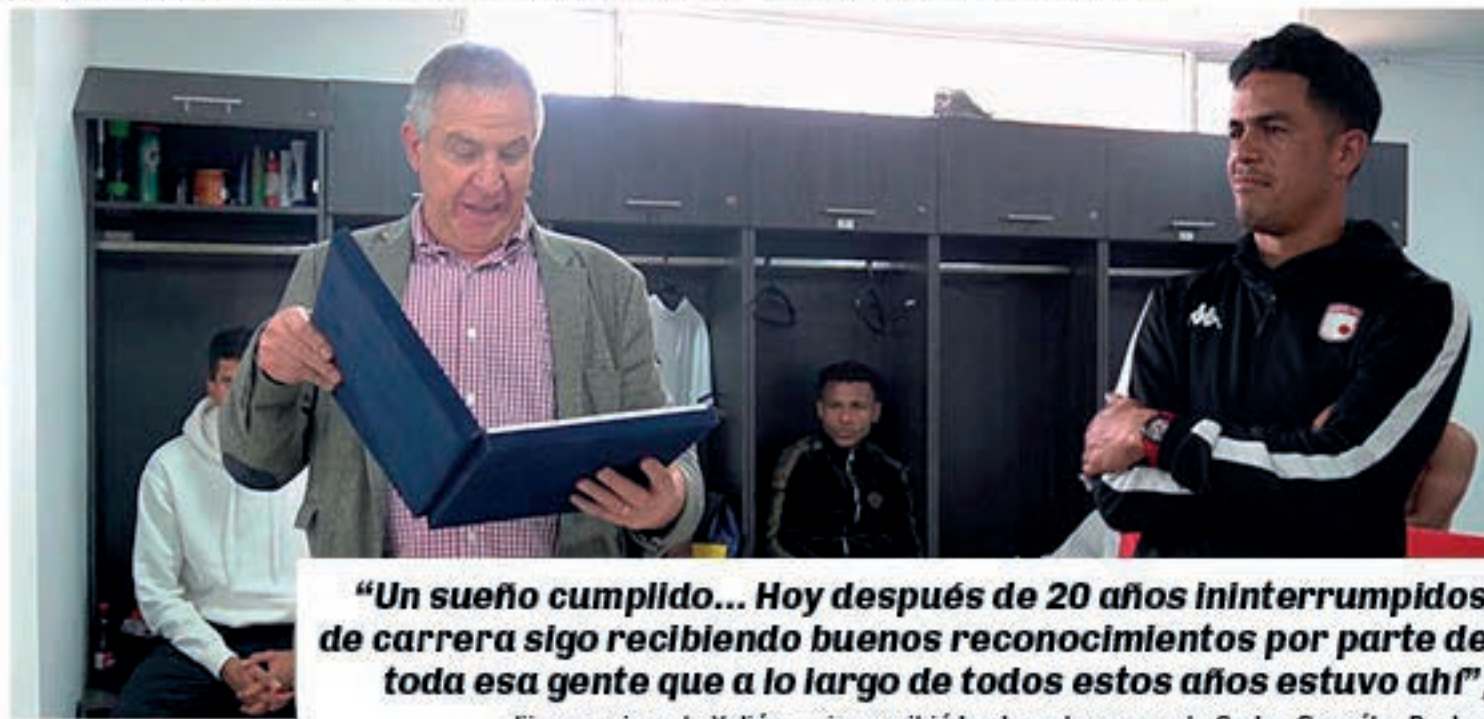 “Un sueño cumplido... Hoy después de 20 años ininterrumpidos
de carrera sigo recibiendo buenos reconocimientos por parte de
toda esa gente que a lo largo de todos estos años estuvo ahí”,